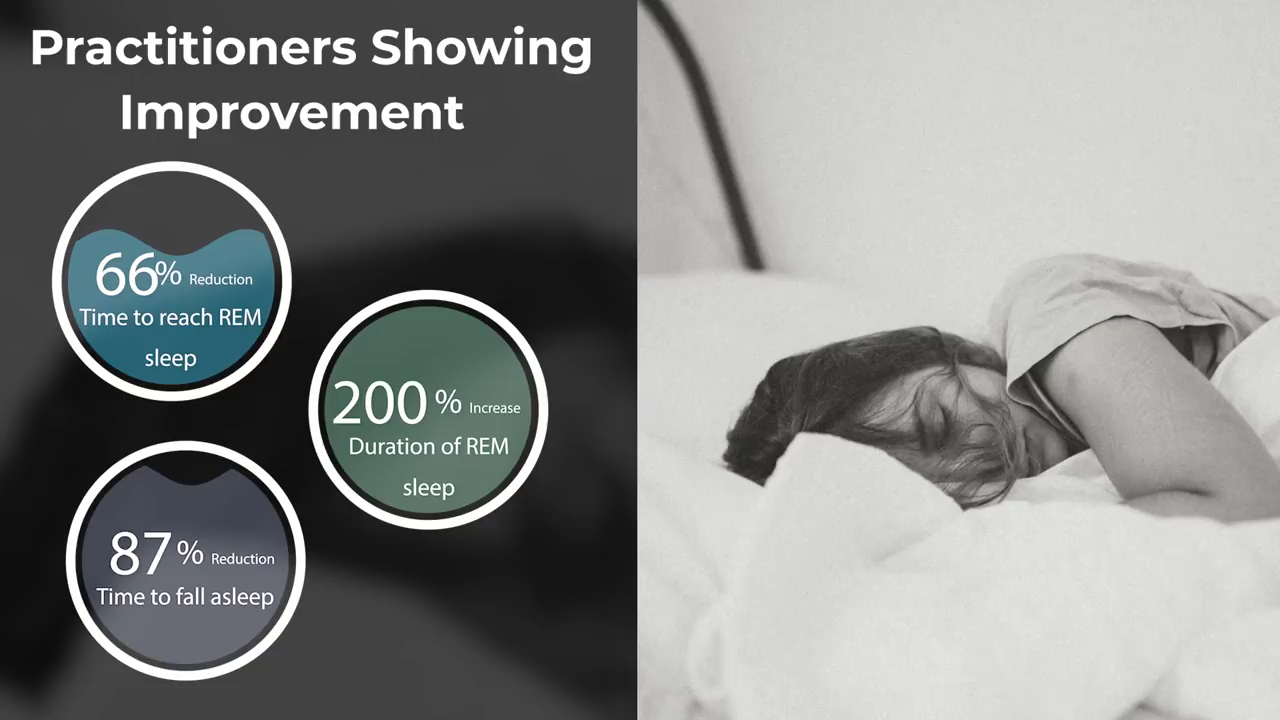 Practitioners Showing
Improvement
66% Reduction
Time to reach REM
sleep
200 % Increase
Duration of REM
sleep
87 % Reduction
Time to fall asleep